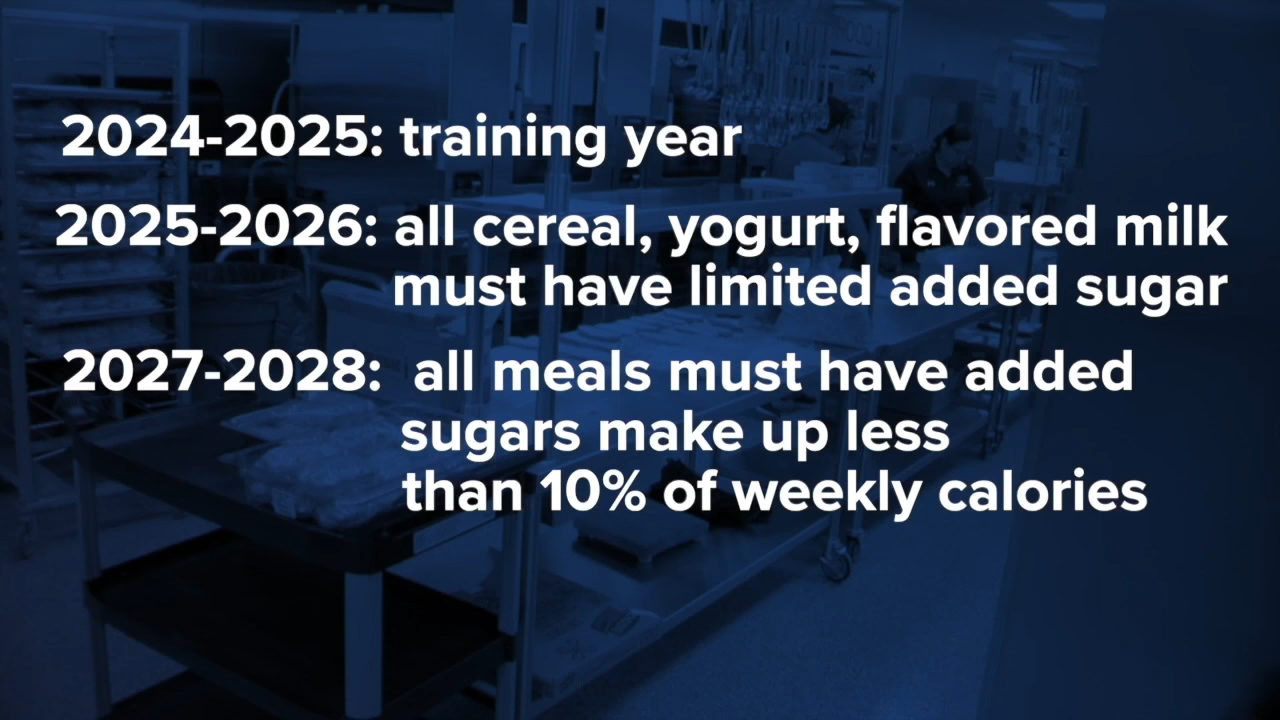 2024-2025: training year
2025-2026: all cereal, yogurt, flavored milk
must have limited added sugar
2027-2028: all meals must have added
sugars make up less
than 10% of weekly calories